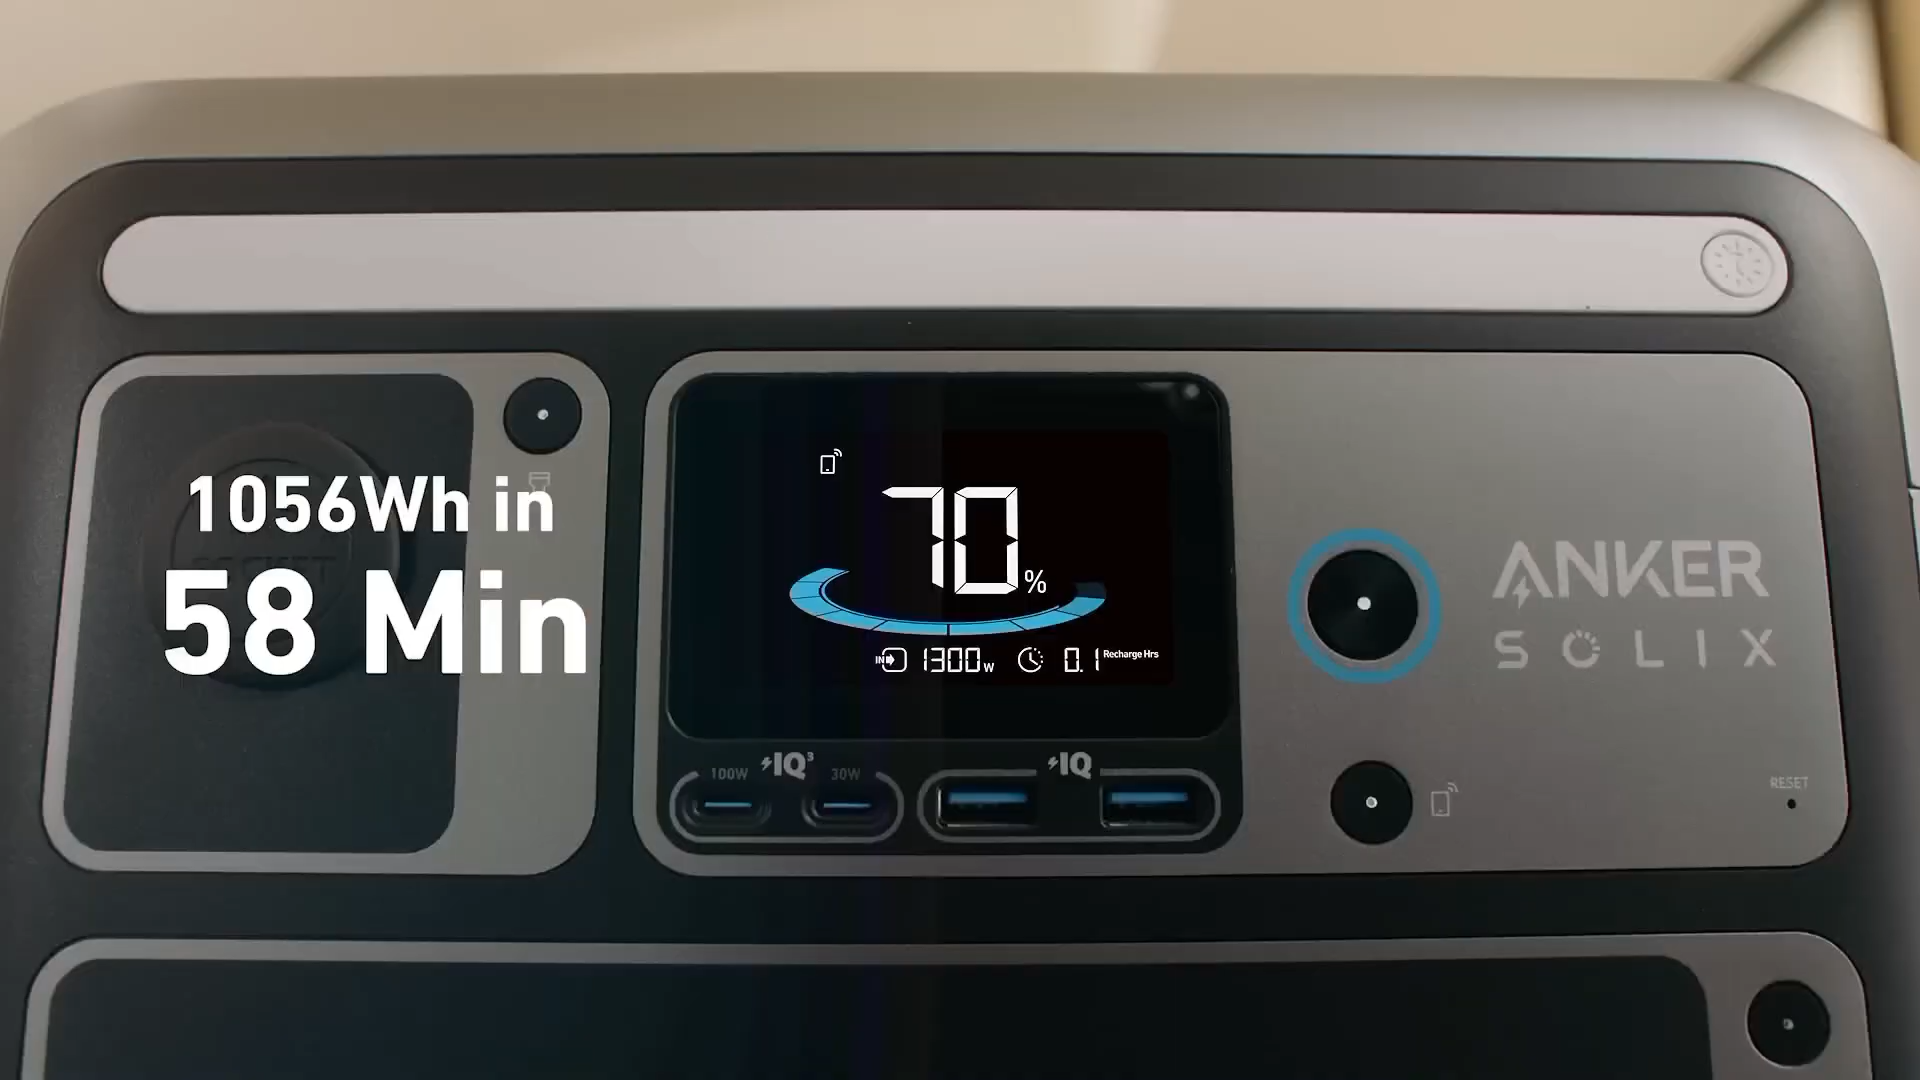 1056Wh in
58 Min
70%
IN 1300W 0.1 Recharge Hrs
100W IQ³ 30W
IQ
ANKER
SOLIX
RESET